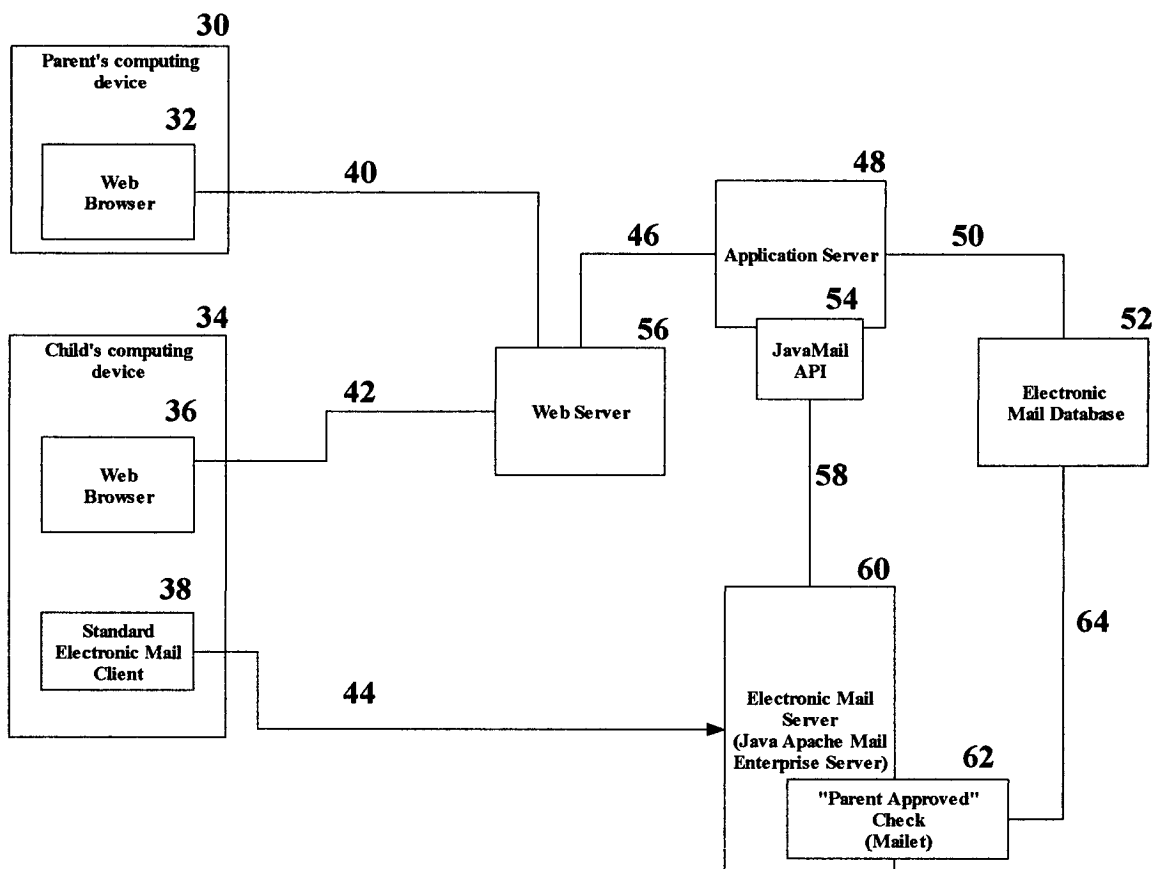 30
Parent's computing
device
32
Web
Browser
40
48
Application Server
46
50
54
JavaMail
API
52
Electronic
Mail Database
34
Child's computing
device
56
Web Server
42
36
Web
Browser
58
38
Standard
Electronic Mail
Client
44
60
Electronic Mail
Server
(Java Apache Mail
Enterprise Server)
64
62
"Parent Approved"
Check
(Mailet)